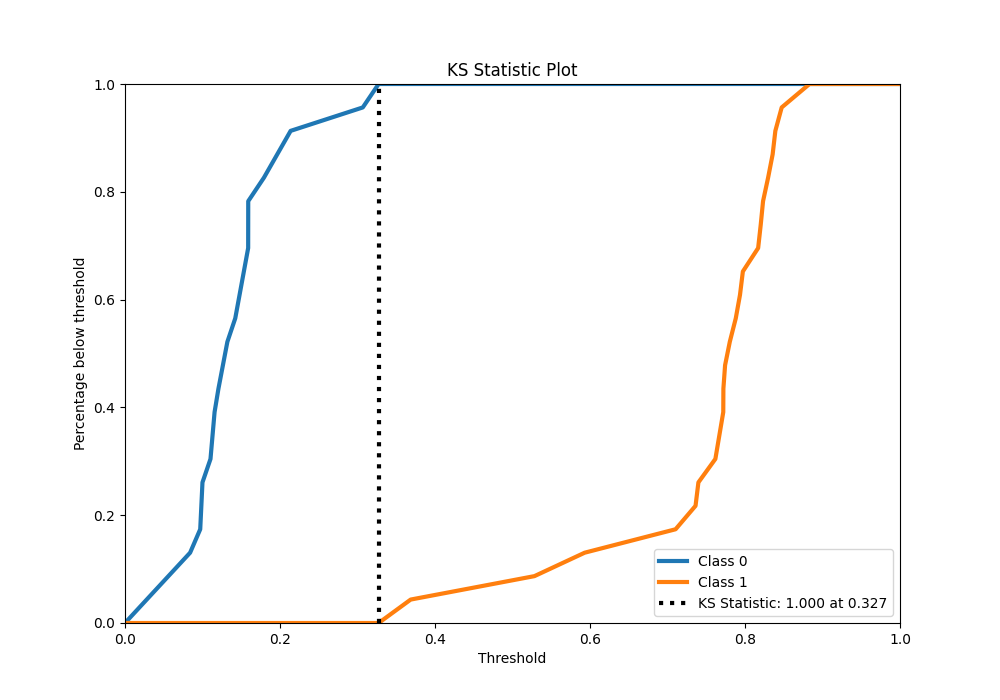 KS Statistic Plot
Percentage below threshold
1.0
0.8
0.6
0.4
0.2
0.0
0.0 0.2 0.4 0.6 0.8 1.0
Threshold
Class 0
Class 1
KS Statistic: 1.000 at 0.327